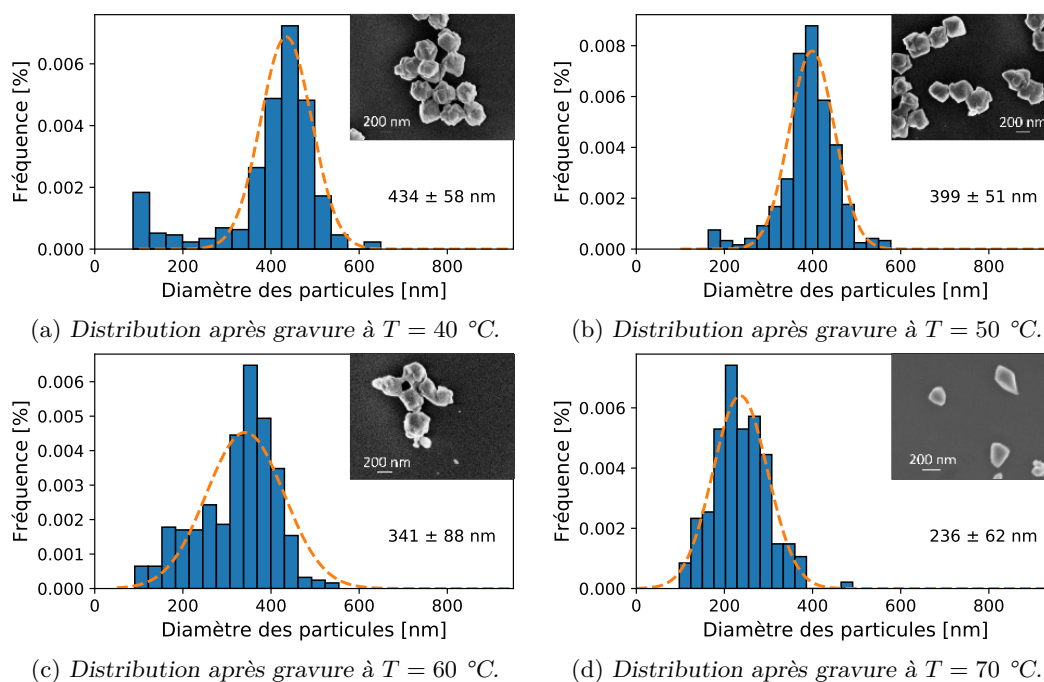 Fréquence [%]
0.006
0.004
0.002
0.000
200 nm
434 ± 58 nm
0 200 400 600 800
Diamètre des particules [nm]
(a) Distribution après gravure à T = 40 °C.
Fréquence [%]
0.008
0.006
0.004
0.002
0.000
200 nm
399 ± 51 nm
0 200 400 600 800
Diamètre des particules [nm]
(b) Distribution après gravure à T = 50 °C.
Fréquence [%]
0.006
0.005
0.004
0.003
0.002
0.001
0.000
200 nm
341 ± 88 nm
0 200 400 600 800
Diamètre des particules [nm]
(c) Distribution après gravure à T = 60 °C.
Fréquence [%]
0.006
0.004
0.002
0.000
200 nm
236 ± 62 nm
0 200 400 600 800
Diamètre des particules [nm]
(d) Distribution après gravure à T = 70 °C.